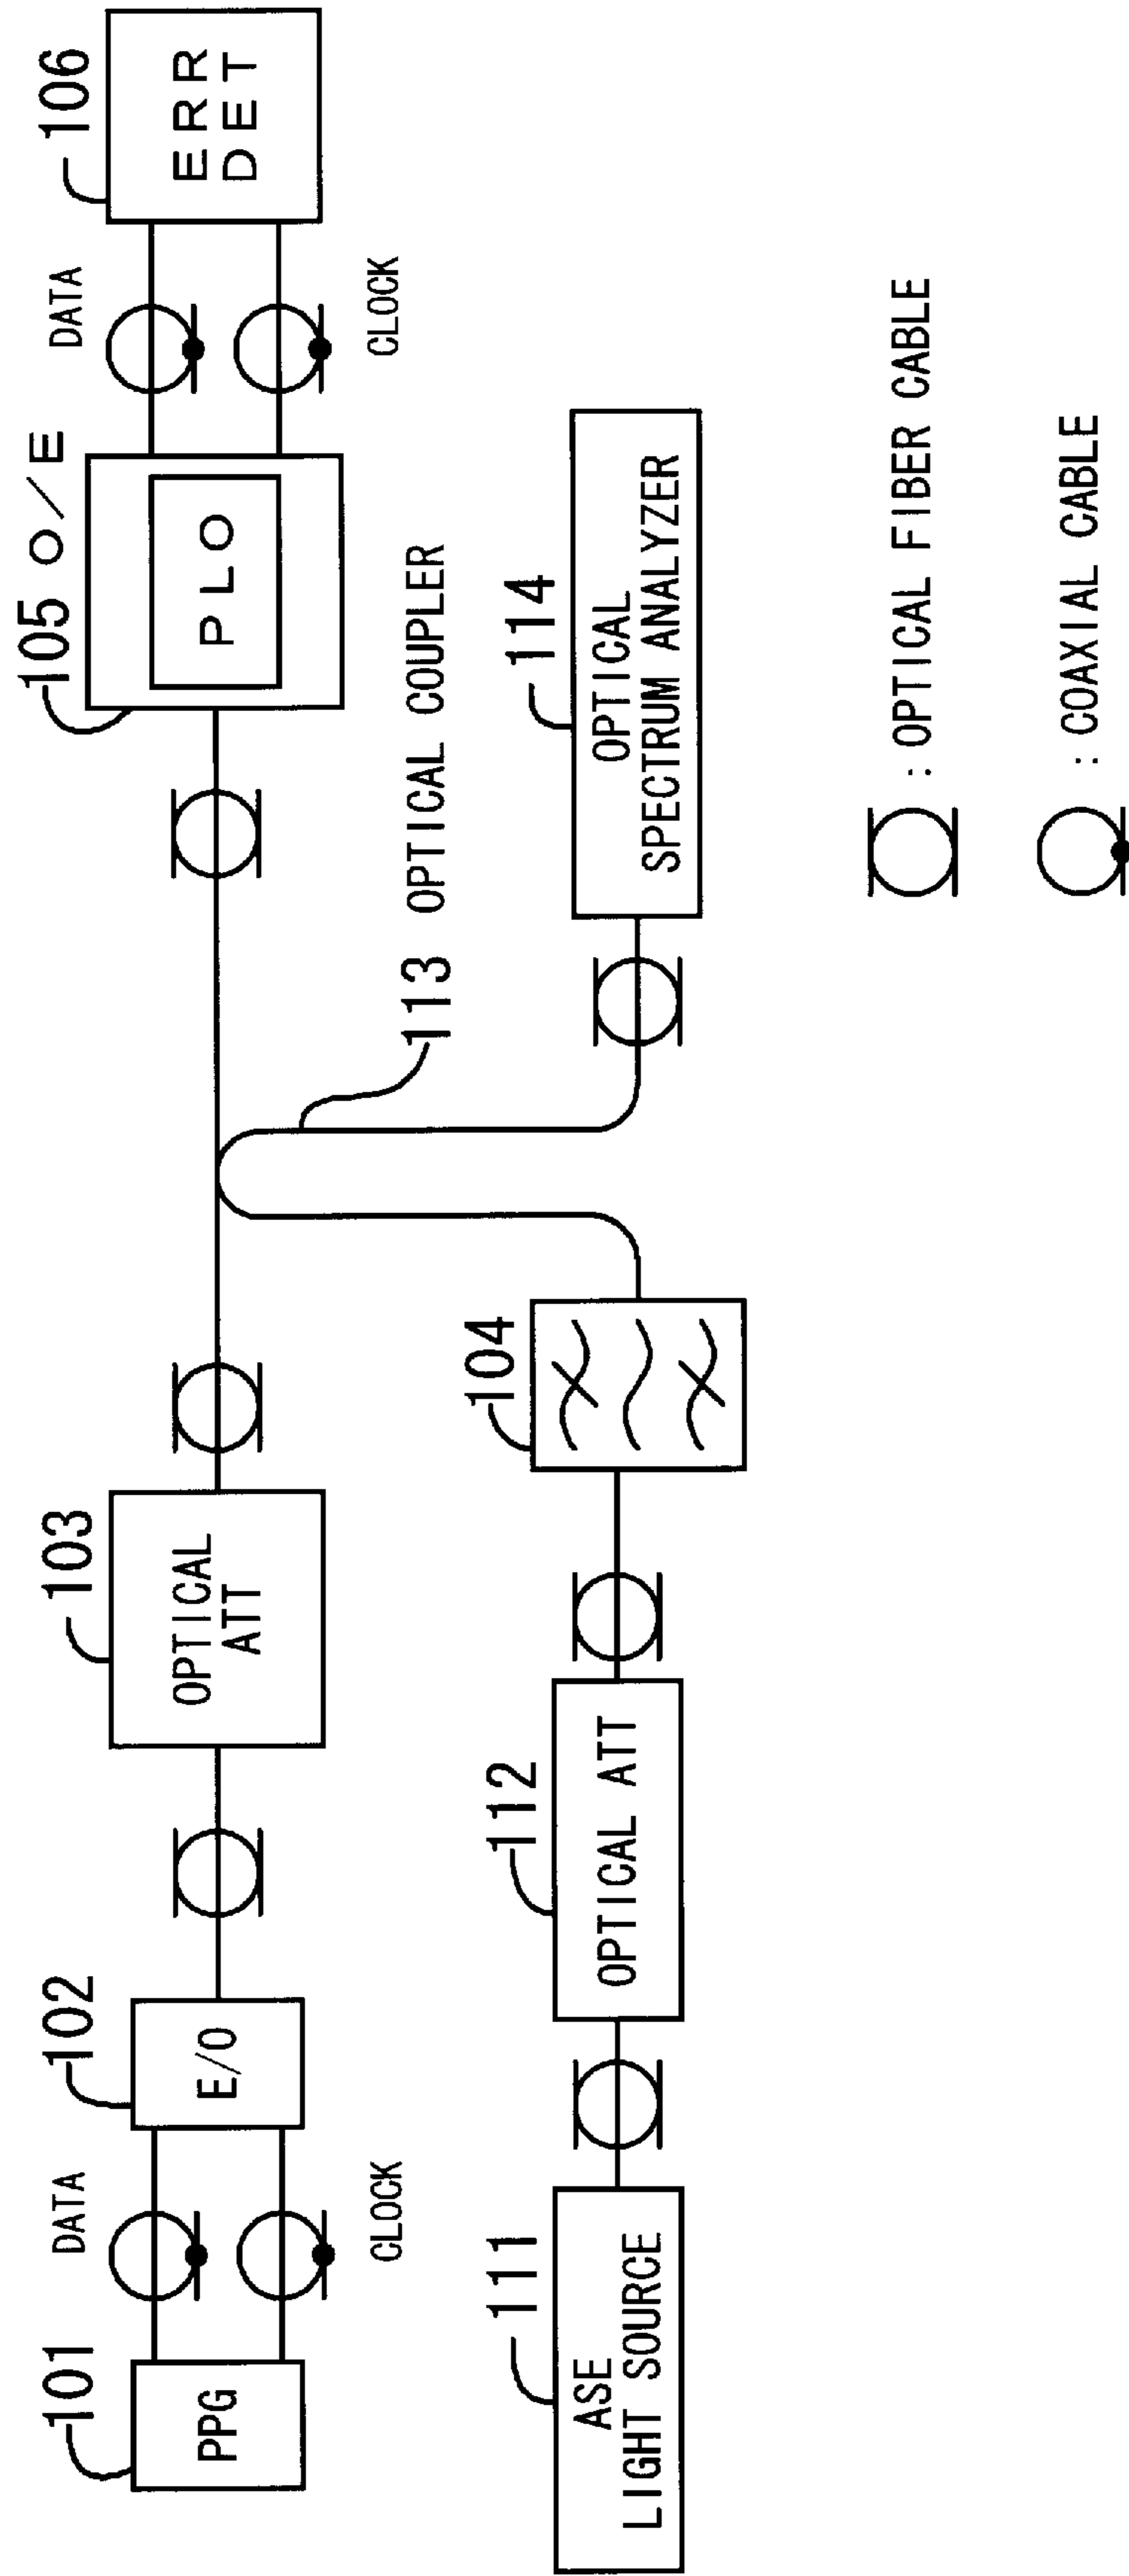 101
PPG
DATA
CLOCK
102
E/O
103
OPTICAL
ATT
105 O/E
PLO
DATA
CLOCK
106
ERR
DET
111
ASE
LIGHT SOURCE
112
OPTICAL ATT
104
113 OPTICAL COUPLER
114
OPTICAL
SPECTRUM ANALYZER
: OPTICAL FIBER CABLE
: COAXIAL CABLE